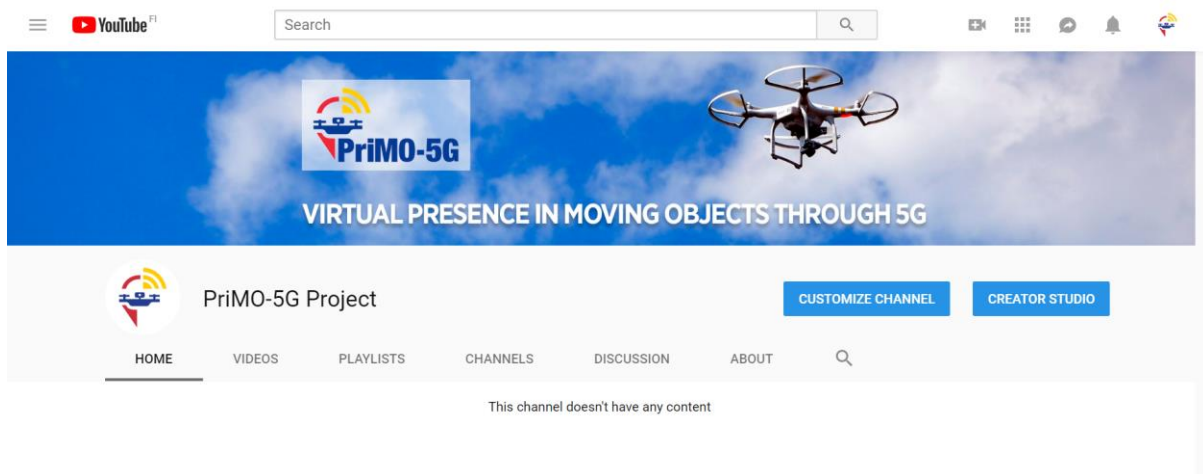 YouTube FI
Search
PriMO-5G
VIRTUAL PRESENCE IN MOVING OBJECTS THROUGH 5G
PriMO-5G Project
CUSTOMIZE CHANNEL
CREATOR STUDIO
HOME
VIDEOS
PLAYLISTS
CHANNELS
DISCUSSION
ABOUT
This channel doesn't have any content